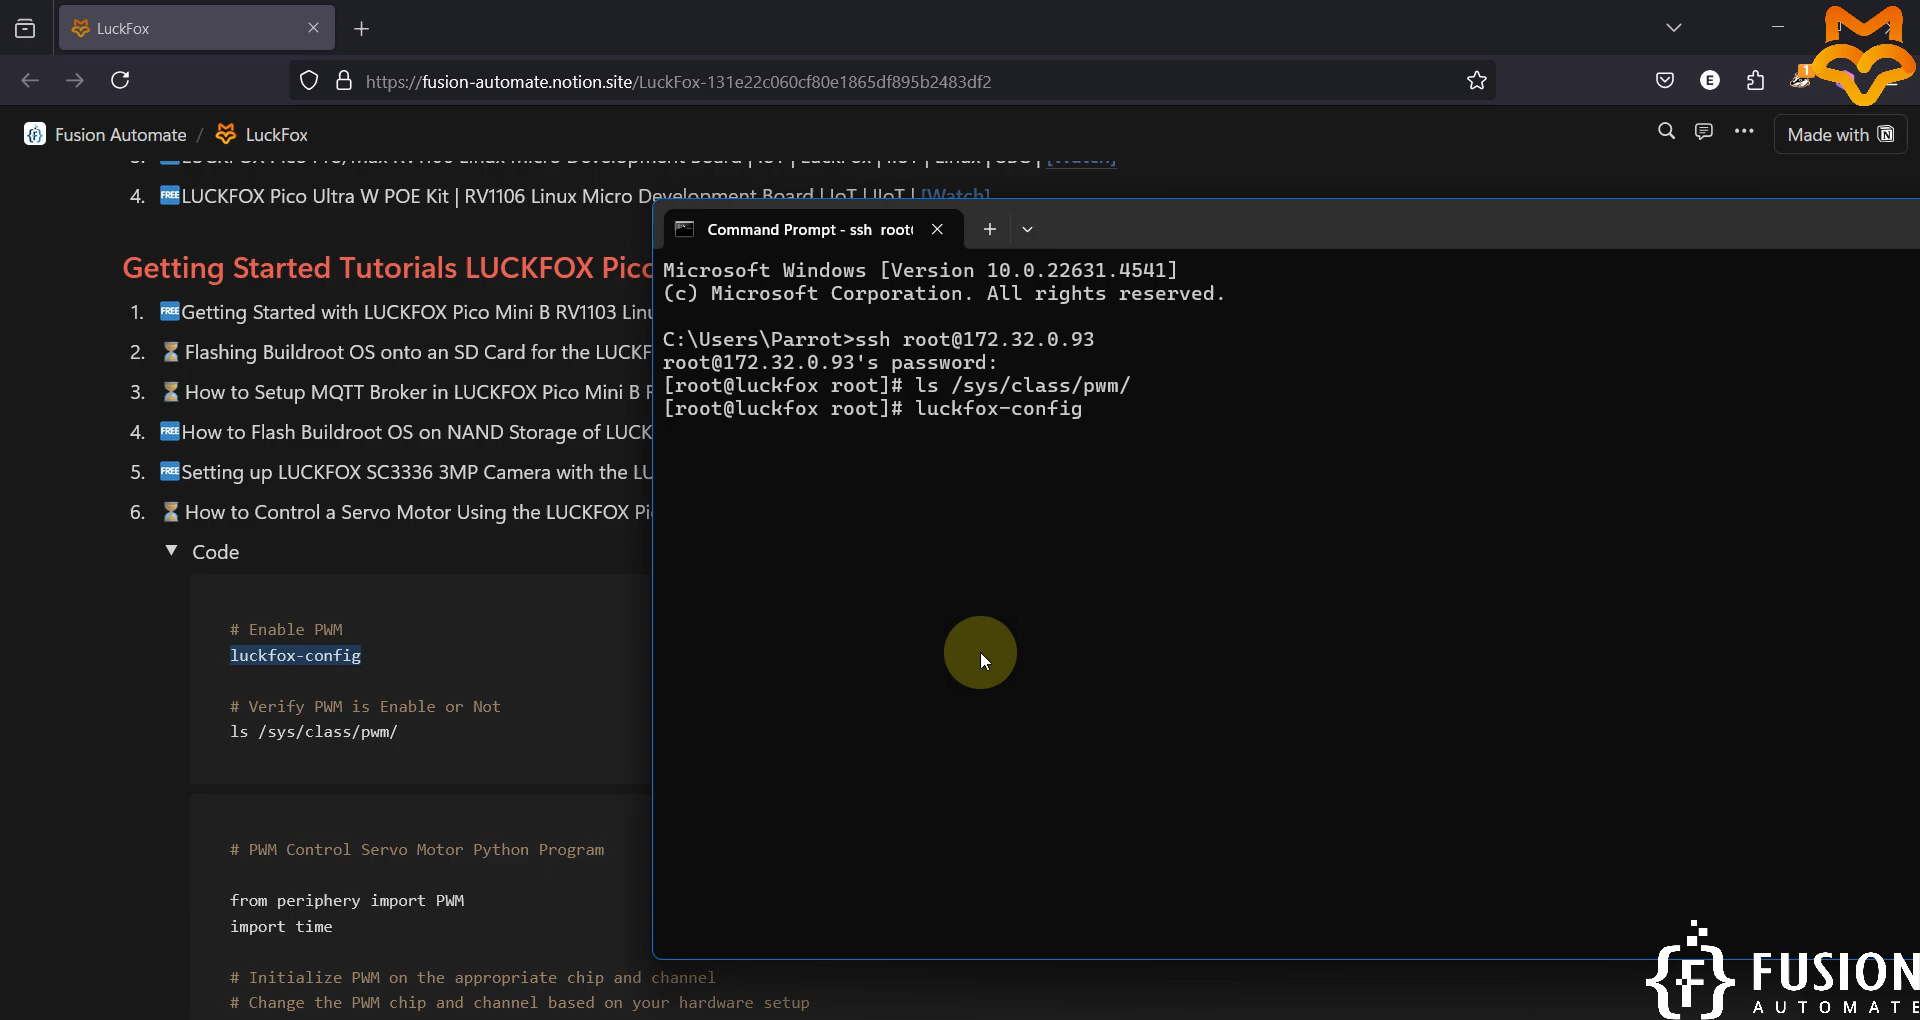 LuckFox
https://fusion-automate.notion.site/LuckFox-131e22c060cf80e1865df895b2483df2
E
1
Fusion Automate / LuckFox
Made with
4. FREE LUCKFOX Pico Ultra W POE Kit | RV1106 Linux Micro Development Board | IoT | IIoT | [Watch]
Getting Started Tutorials LUCKFOX Pico
1. FREE Getting Started with LUCKFOX Pico Mini B RV1103 Linu
2. ⏳ Flashing Buildroot OS onto an SD Card for the LUCKF
3. ⏳ How to Setup MQTT Broker in LUCKFOX Pico Mini B R
4. FREE How to Flash Buildroot OS on NAND Storage of LUCK
5. FREE Setting up LUCKFOX SC3336 3MP Camera with the LU
6. ⏳ How to Control a Servo Motor Using the LUCKFOX Pi
▼ Code
# Enable PWM
luckfox-config
# Verify PWM is Enable or Not
ls /sys/class/pwm/
# PWM Control Servo Motor Python Program
from periphery import PWM
import time
# Initialize PWM on the appropriate chip and channel
# Change the PWM chip and channel based on your hardware setup
Command Prompt - ssh root
Microsoft Windows [Version 10.0.22631.4541]
(c) Microsoft Corporation. All rights reserved.
C:\Users\Parrot>ssh root@172.32.0.93
root@172.32.0.93's password:
[root@luckfox root]# ls /sys/class/pwm/
[root@luckfox root]# luckfox-config
FUSION
AUTOMATE